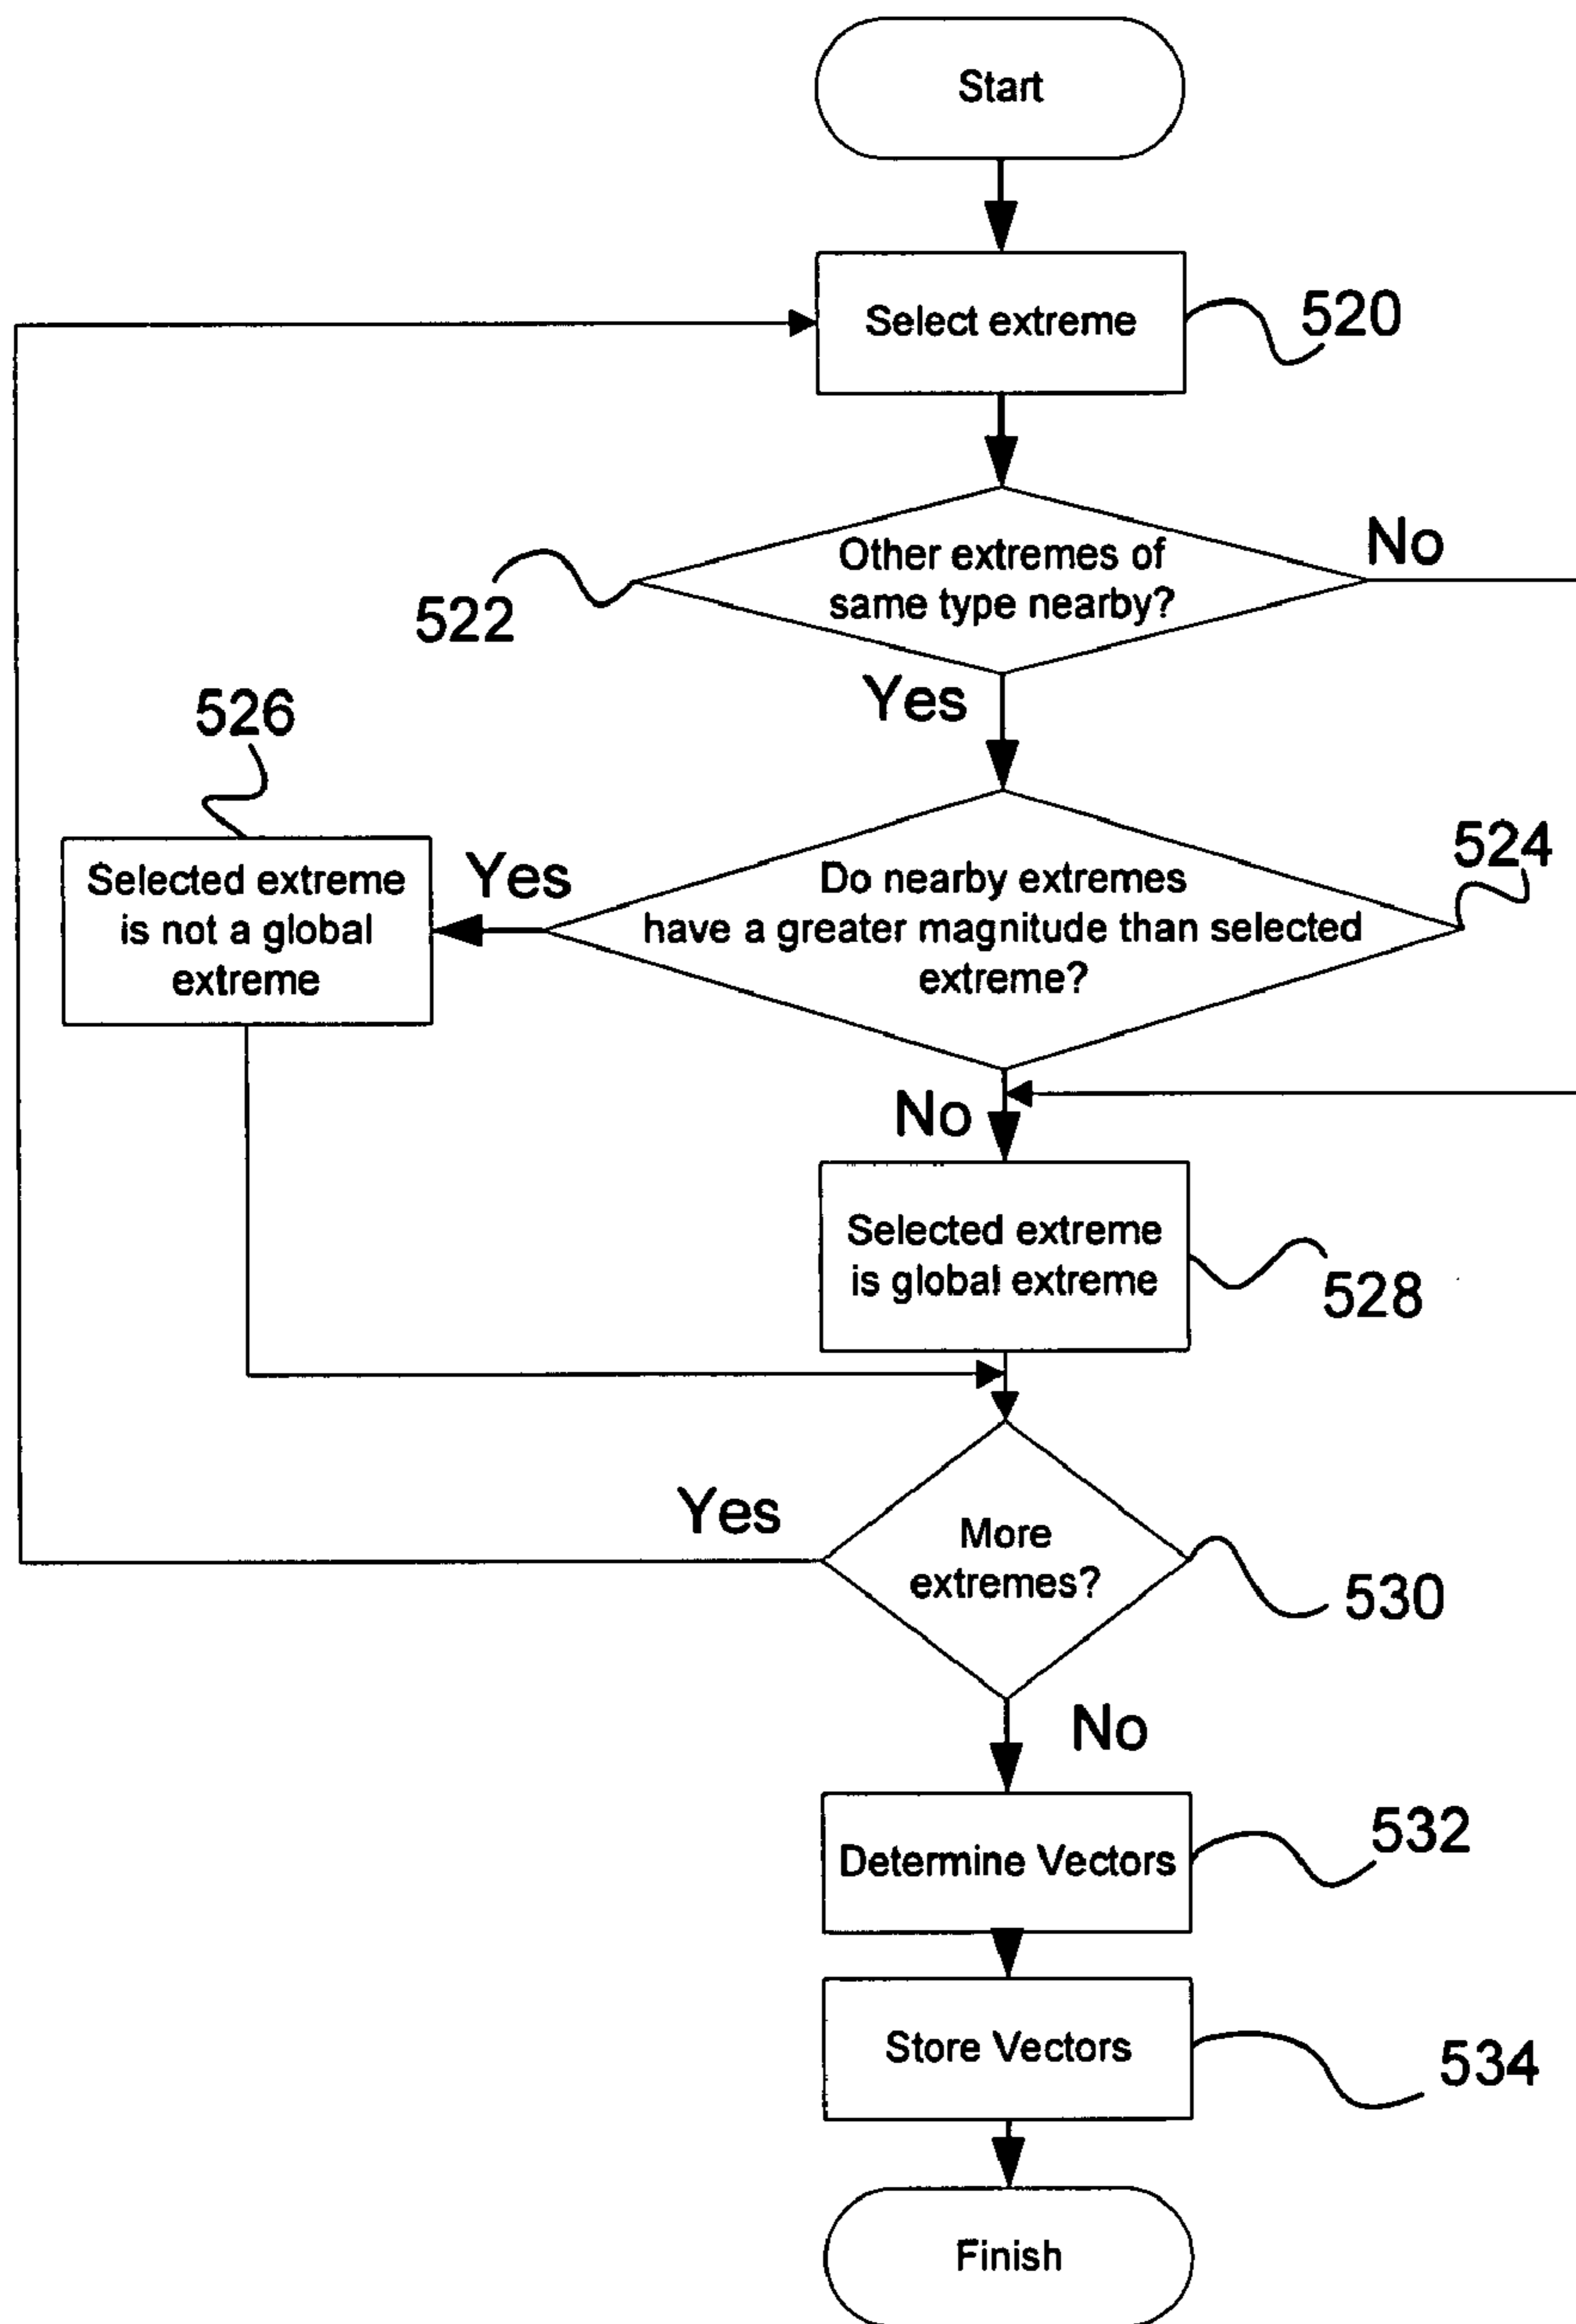 Start
Select extreme
520
Other extremes of
same type nearby?
No
522
Yes
526
Selected extreme
is not a global
extreme
Yes
Do nearby extremes
have a greater magnitude than selected
extreme?
524
No
Selected extreme
is global extreme
528
Yes
More
extremes?
530
No
Determine Vectors
532
Store Vectors
534
Finish